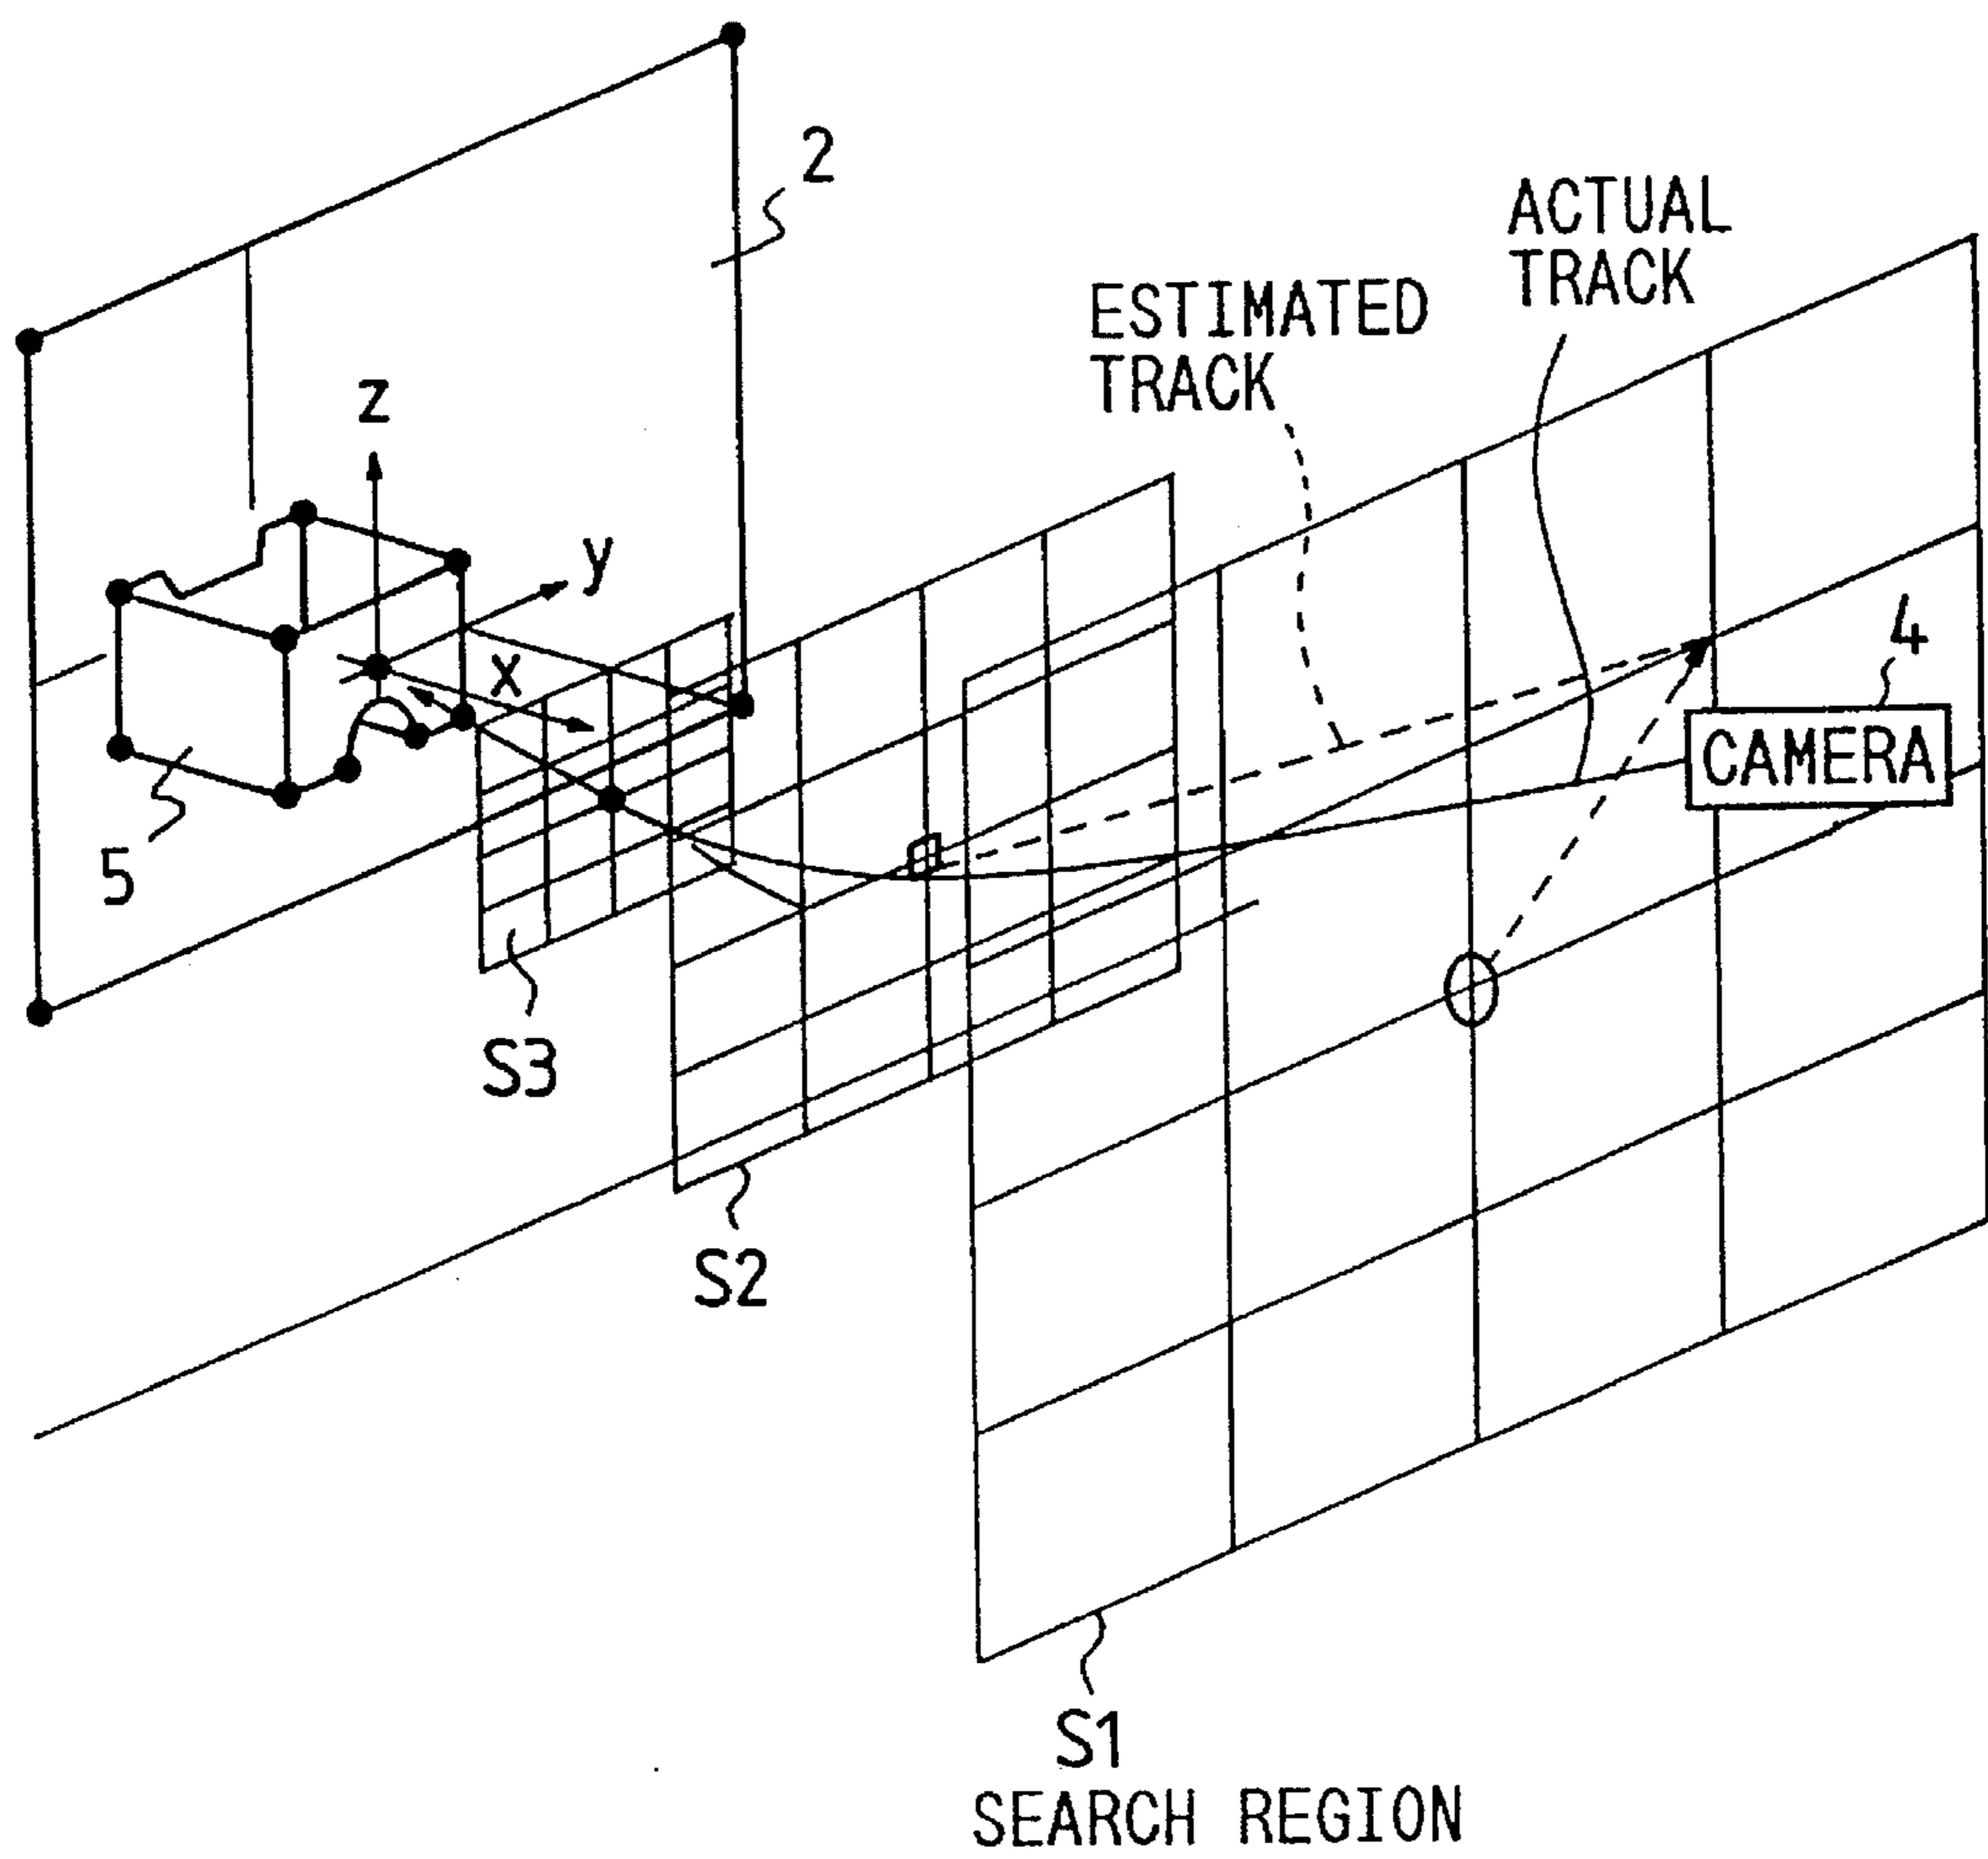 2
ACTUAL
TRACK
ESTIMATED
TRACK
z
y
x
4
CAMERA
5
S3
S2
S1
SEARCH REGION